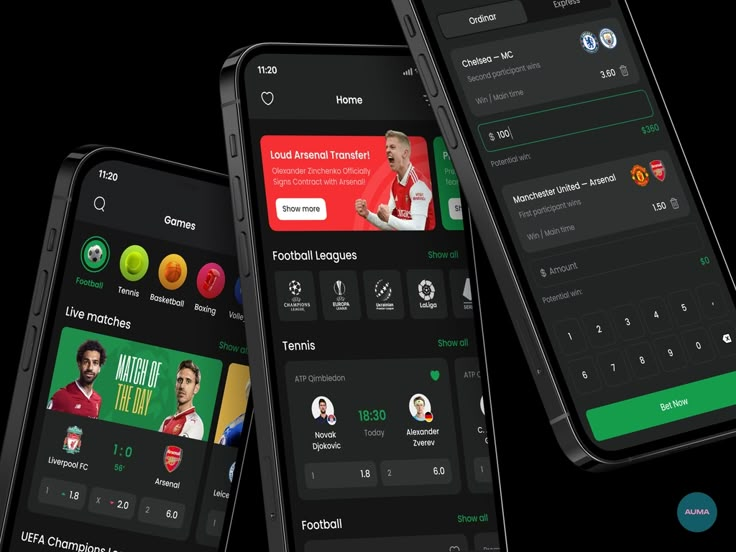 11:20
Games
Football
Tennis
Basketball
Boxing
Volle
Live matches
Show al
MATCH OF
THE DAY
Liverpool FC
1 : 0
56'
Arsenal
Leice
1 1.8
X 2.0
2 6.0
1
UEFA Champions L
11:20
Home
Loud Arsenal Transfer!
Olexander Zinchenko Officially
Signs Contract with Arsenal!
Show more
Football Leagues
Show all
CHAMPIONS
LEAGUE
EUROPA
LEAGUE
Ukrainian
PREMIER LEAGUE
LaLiga
SERIE
Tennis
Show all
ATP Qimbledon
ATP
Novak
Djokovic
18:30
Today
Alexander
Zverev
1 1.8
2 6.0
1
Football
Show all
Ordinar
Express
Chelsea — MC
Second participant wins
Win | Main time
3.60
$ 100
Potential win:
$360
Manchester United — Arsenal
First participant wins
Win | Main time
1.50
$ Amount
Potential win:
$0
1 2 3 4 5 .
6 7 8 9 0
Bet Now
AUMA